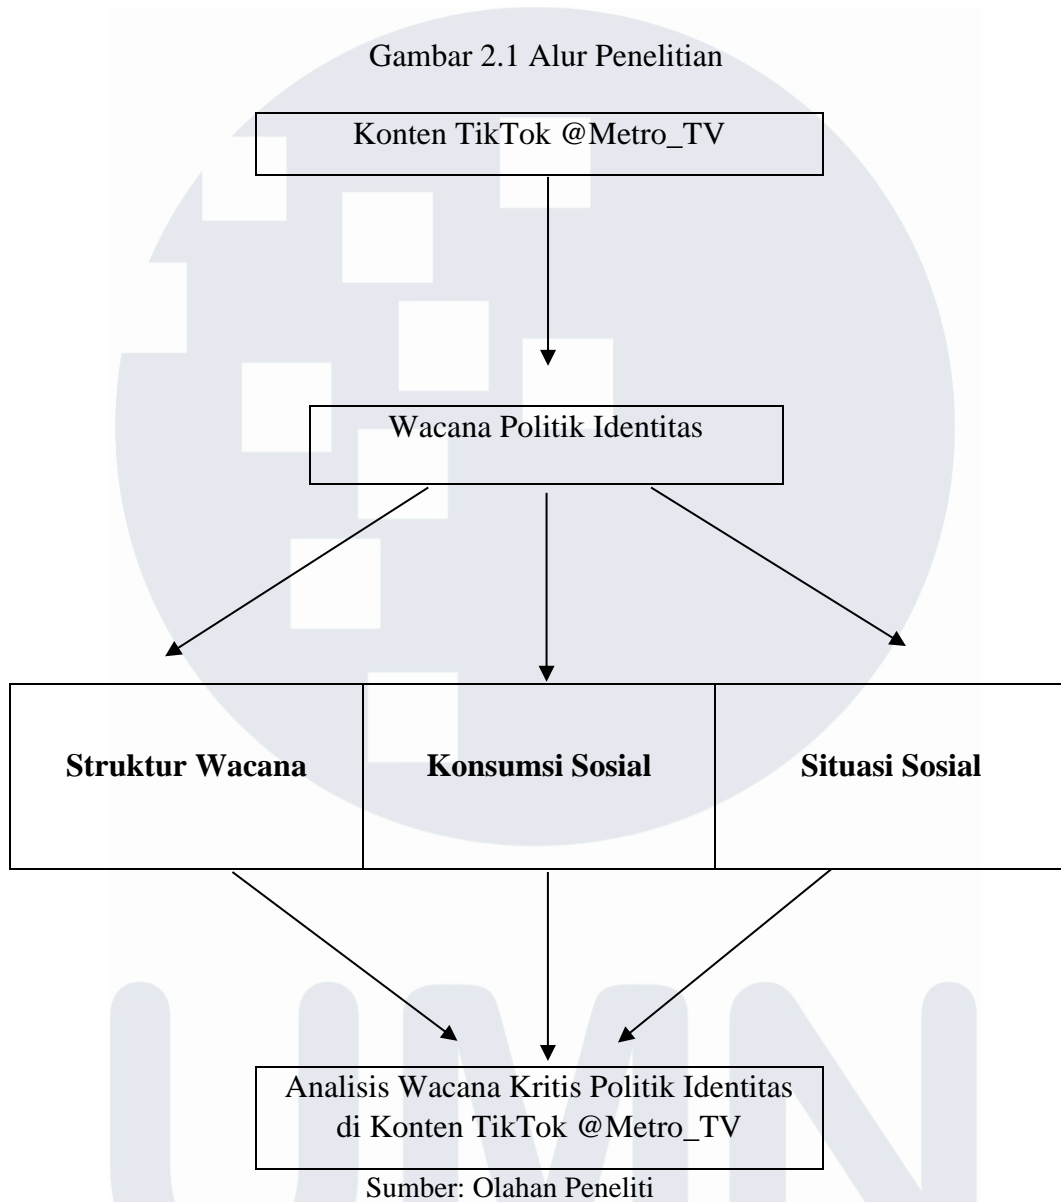 Gambar 2.1 Alur Penelitian
Konten TikTok @Metro_TV
Wacana Politik Identitas
Struktur Wacana
Konsumsi Sosial
Situasi Sosial
Analisis Wacana Kritis Politik Identitas
di Konten TikTok @Metro_TV
Sumber: Olahan Peneliti
UMN